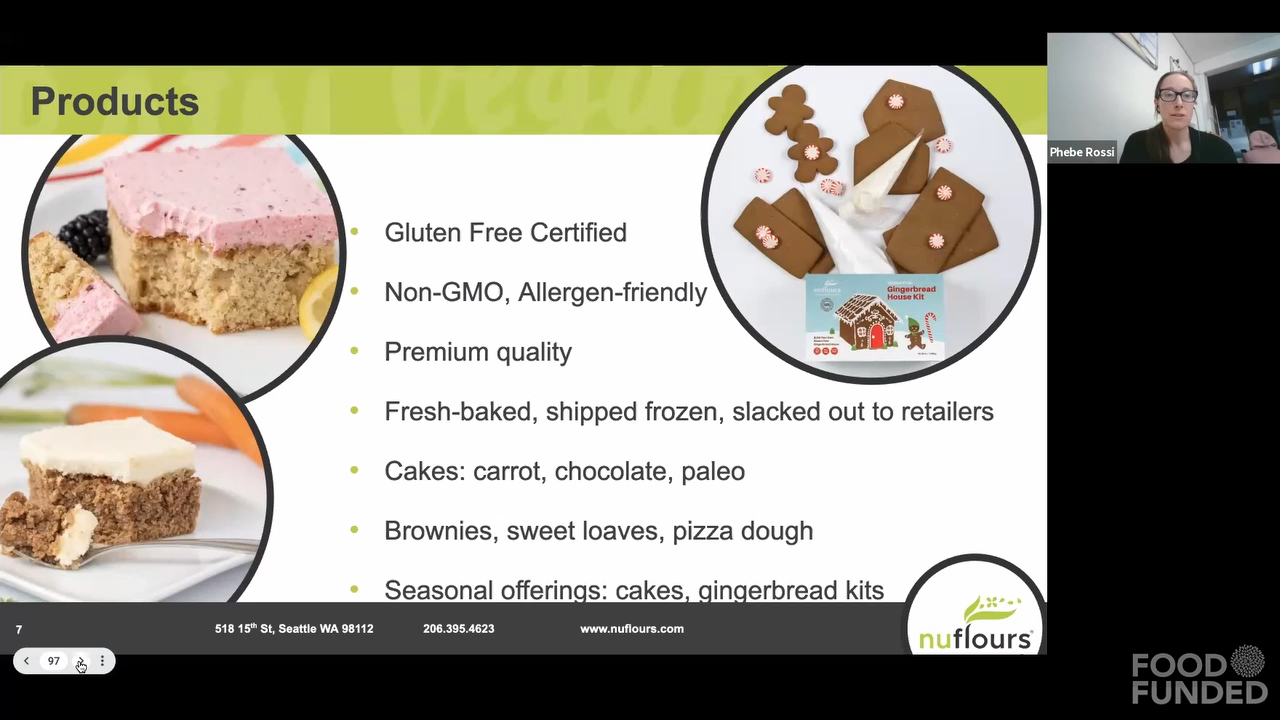 Products
Gluten Free Certified
Non-GMO, Allergen-friendly
Premium quality
Fresh-baked, shipped frozen, slacked out to retailers
Cakes: carrot, chocolate, paleo
Brownies, sweet loaves, pizza dough
Seasonal offerings: cakes, gingerbread kits
nuflours
Gingerbread
House Kit
7
518 15th St, Seattle WA 98112
206.395.4623
www.nuflours.com
nuflours®
97
Phebe Rossi
FOOD
FUNDED